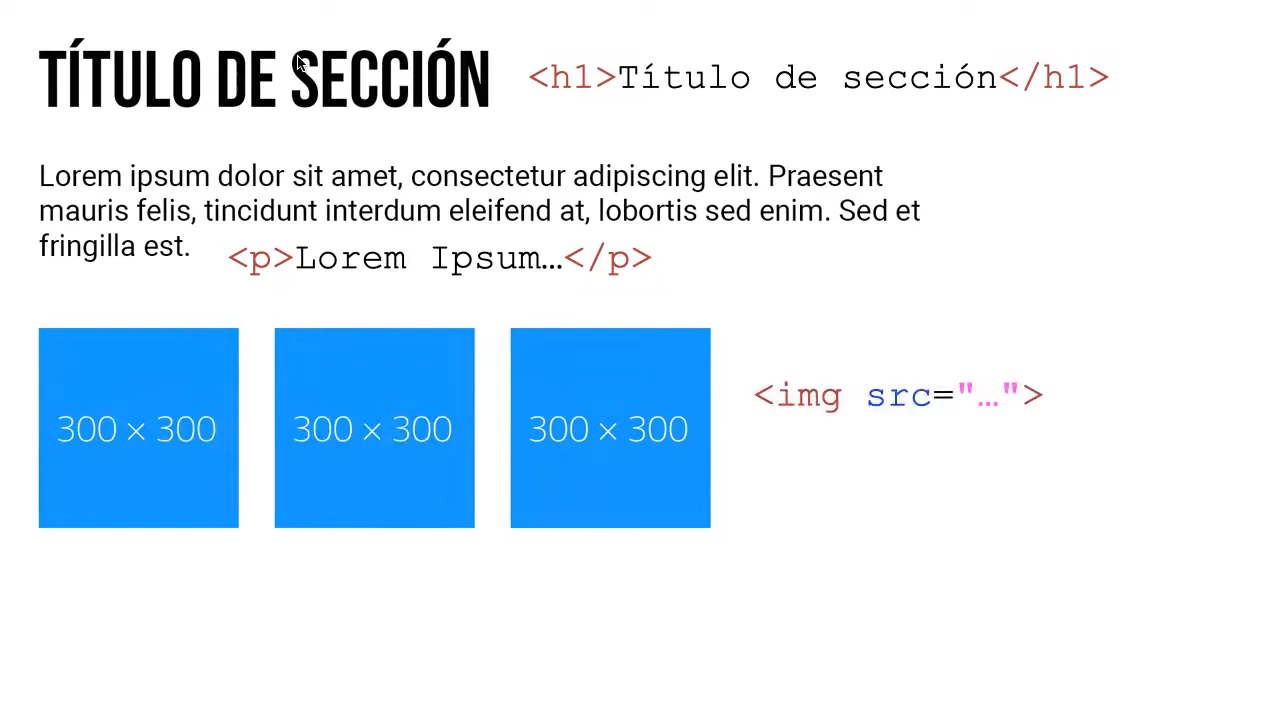 TÍTULO DE SECCIÓN <h1>Título de sección</h1>
Lorem ipsum dolor sit amet, consectetur adipiscing elit. Praesent
mauris felis, tincidunt interdum eleifend at, lobortis sed enim. Sed et
fringilla est.
<p>Lorem Ipsum…</p>
300 × 300
300 × 300
300 × 300
<img src="…">